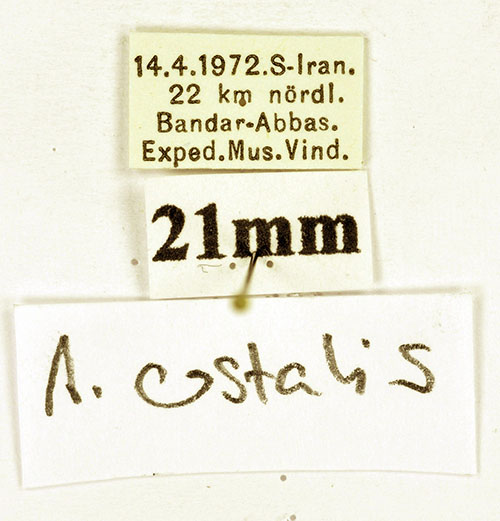 14.4.1972.S-Iran.
22 km nördl.
Bandar-Abbas.
Exped.Mus.Vind.
21mm
A. costalis